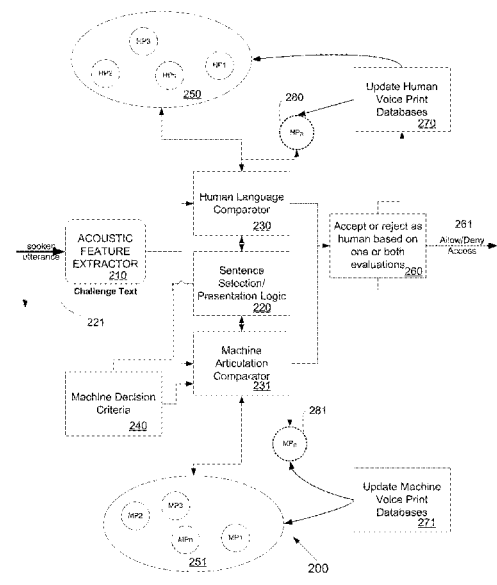 HP3
HP2
HPn
HP1
250
280
MPn
Update Human
Voice Print
Databases
270
Human Language
Comparator
230
spoken
utterance
ACOUSTIC
FEATURE
EXTRACTOR
210
Challenge Text
221
Sentence
Selection/
Presentation Logic
220
Accept or reject as
human based on
one or both
evaluations
260
261
Allow/Deny
Access
Machine
Articulation
Comparator
231
Machine Decision
Criteria
240
281
MPn
Update Machine
Voice Print
Databases
271
MP2
MP3
MPn
MP1
251
200